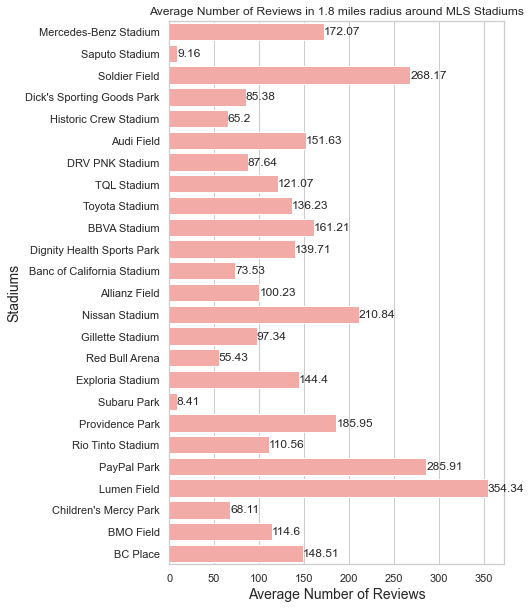 Average Number of Reviews in 1.8 miles radius around MLS Stadiums
Mercedes-Benz Stadium 172.07
Saputo Stadium 9.16
Soldier Field 268.17
Dick's Sporting Goods Park 85.38
Historic Crew Stadium 65.2
Audi Field 151.63
DRV PNK Stadium 87.64
TQL Stadium 121.07
Toyota Stadium 136.23
BBVA Stadium 161.21
Dignity Health Sports Park 139.71
Banc of California Stadium 73.53
Allianz Field 100.23
Nissan Stadium 210.84
Gillette Stadium 97.34
Red Bull Arena 55.43
Exploria Stadium 144.4
Subaru Park 8.41
Providence Park 185.95
Rio Tinto Stadium 110.56
PayPal Park 285.91
Lumen Field 354.34
Children's Mercy Park 68.11
BMO Field 114.6
BC Place 148.51
Stadiums
0 50 100 150 200 250 300 350
Average Number of Reviews